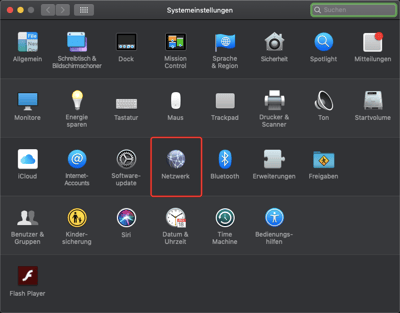 Systemeinstellungen
Suchen
Allgemein
Schreibtisch &
Bildschirmschoner
Dock
Mission
Control
Sprache
& Region
Sicherheit
Spotlight
Mitteilungen
Monitore
Energie
sparen
Tastatur
Maus
Trackpad
Drucker &
Scanner
Ton
Startvolume
iCloud
Internet-
Accounts
Software-
update
Netzwerk
Bluetooth
Erweiterungen
Freigaben
Benutzer &
Gruppen
Kinder-
sicherung
Siri
Datum &
Uhrzeit
Time
Machine
Bedienungs-
hilfen
Flash Player